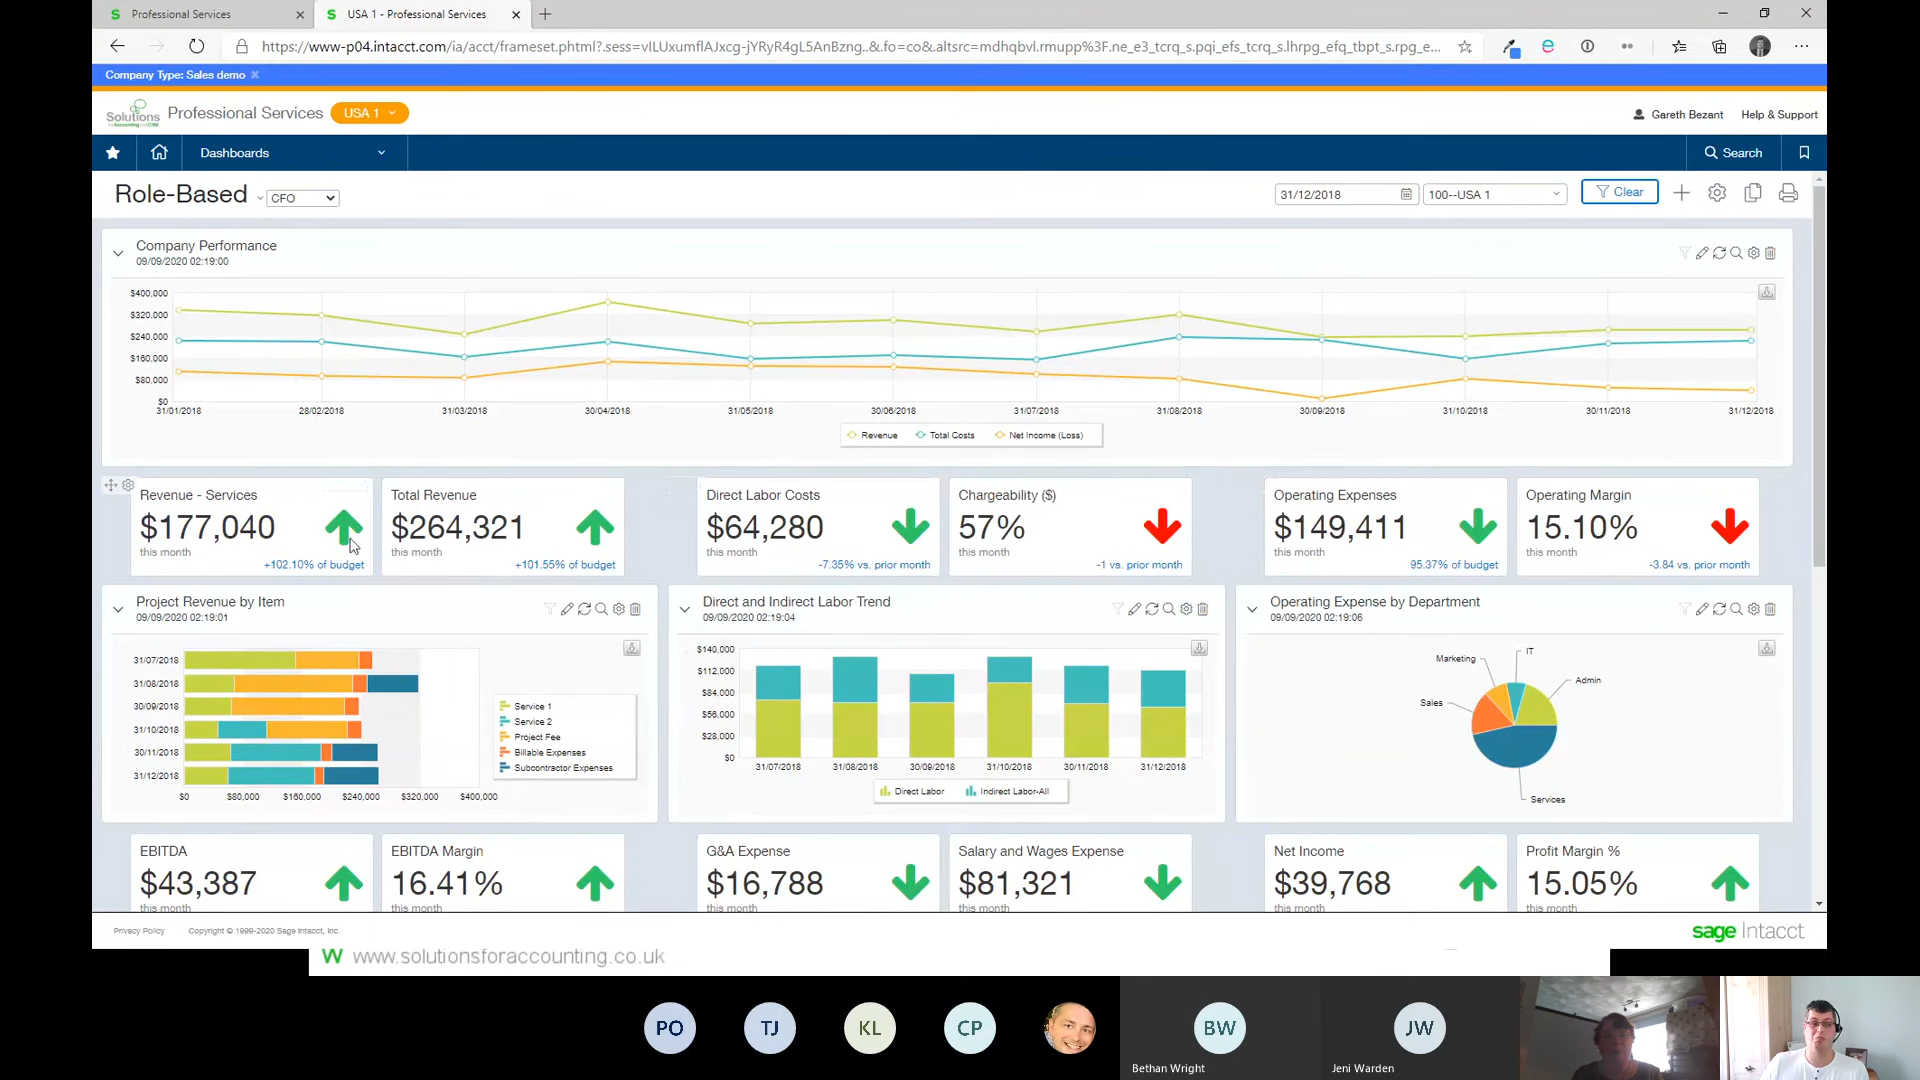 S Professional Services
S USA 1 - Professional Services
https://www-p04.intacct.com/ia/acct/frameset.phtml?.sess=vILUxumflAJxcg-jYRyR4gL5AnBzng..&.fo=co&.altsrc=mdhqbvl.rmupp%3F.ne_e3_tcrq_s.pqi_efs_tcrq_s.lhrpg_efq_tbpt_s.rpg_e...
Company Type: Sales demo
Solutions
Professional Services
USA 1
Gareth Bezant
Help & Support
Dashboards
Search
Role-Based
CFO
31/12/2018
100--USA 1
Clear
Company Performance
09/09/2020 02:19:00
$400,000
$320,000
$240,000
$160,000
$80,000
$0
31/01/2018 28/02/2018 31/03/2018 30/04/2018 31/05/2018 30/06/2018 31/07/2018 31/08/2018 30/09/2018 31/10/2018 30/11/2018 31/12/2018
Revenue Total Costs Net Income (Loss)
Revenue - Services
$177,040
this month
+102.10% of budget
Total Revenue
$264,321
this month
+101.55% of budget
Direct Labor Costs
$64,280
this month
-7.35% vs. prior month
Chargeability ($)
57%
this month
-1 vs. prior month
Operating Expenses
$149,411
this month
95.37% of budget
Operating Margin
15.10%
this month
-3.84 vs. prior month
Project Revenue by Item
09/09/2020 02:19:01
31/07/2018
31/08/2018
30/09/2018
31/10/2018
30/11/2018
31/12/2018
$0 $80,000 $160,000 $240,000 $320,000 $400,000
Service 1
Service 2
Project Fee
Billable Expenses
Subcontractor Expenses
Direct and Indirect Labor Trend
09/09/2020 02:19:04
$140,000
$112,000
$84,000
$56,000
$28,000
$0
31/07/2018 31/08/2018 30/09/2018 31/10/2018 30/11/2018 31/12/2018
Direct Labor Indirect Labor-All
Operating Expense by Department
09/09/2020 02:19:06
IT
Marketing
Admin
Sales
Services
EBITDA
$43,387
this month
EBITDA Margin
16.41%
this month
G&A Expense
$16,788
this month
Salary and Wages Expense
$81,321
this month
Net Income
$39,768
this month
Profit Margin %
15.05%
this month
Privacy Policy
Copyright © 1999-2020 Sage Intacct, Inc.
sage Intacct
W www.solutionsforaccounting.co.uk
PO
TJ
KL
CP
BW
JW
Bethan Wright
Jeni Warden